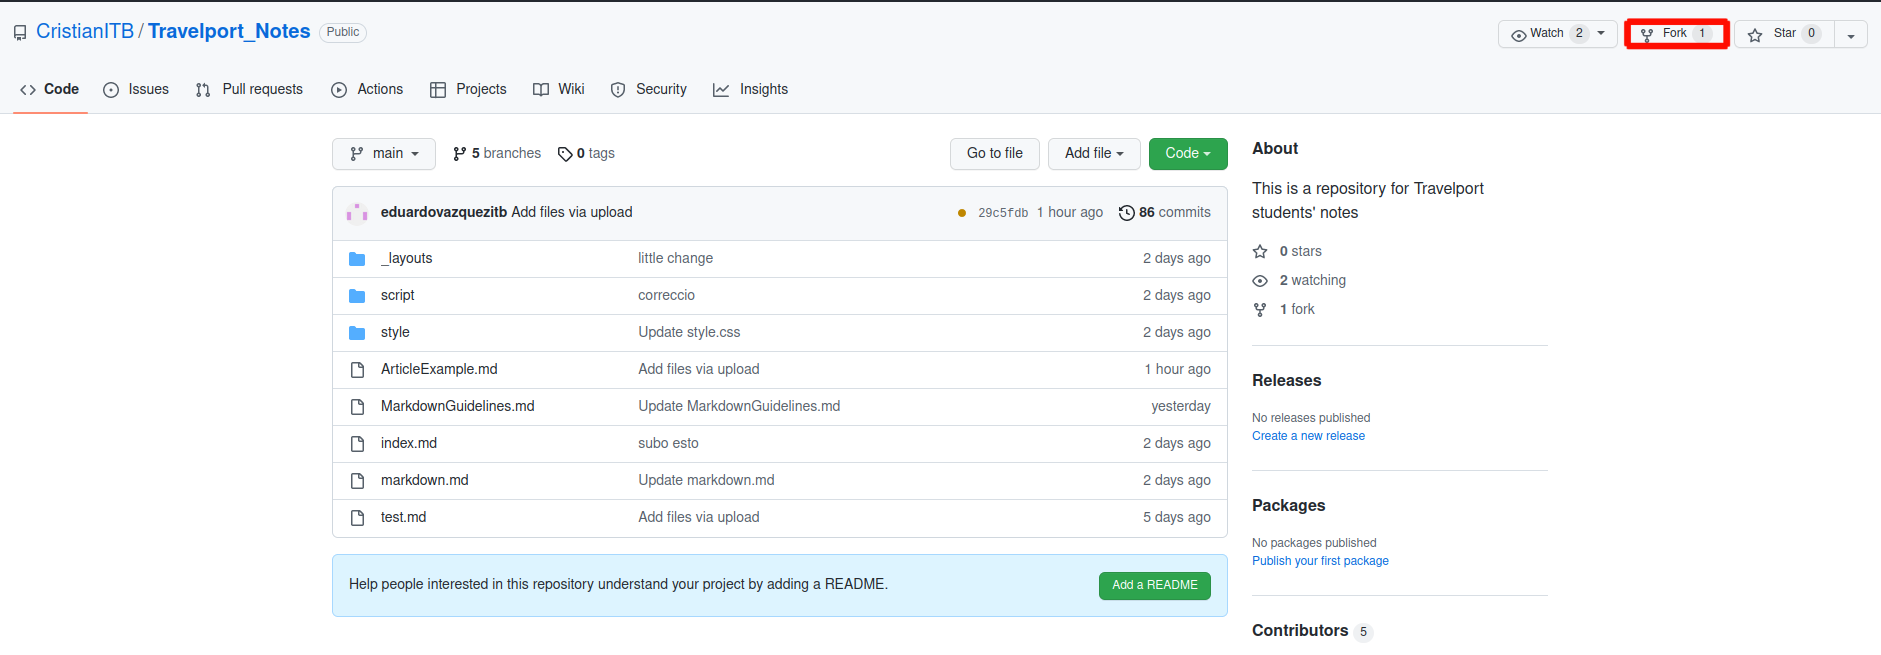 CristianITB / Travelport_Notes Public
Watch 2 Fork 1 Star 0
Code Issues Pull requests Actions Projects Wiki Security Insights
main 5 branches 0 tags Go to file Add file Code
eduardovazquezitb Add files via upload 29c5fdb 1 hour ago 86 commits
_layouts little change 2 days ago
script correccio 2 days ago
style Update style.css 2 days ago
ArticleExample.md Add files via upload 1 hour ago
MarkdownGuidelines.md Update MarkdownGuidelines.md yesterday
index.md subo esto 2 days ago
markdown.md Update markdown.md 2 days ago
test.md Add files via upload 5 days ago
Help people interested in this repository understand your project by adding a README. Add a README
About
This is a repository for Travelport
students' notes
0 stars
2 watching
1 fork
Releases
No releases published
Create a new release
Packages
No packages published
Publish your first package
Contributors 5